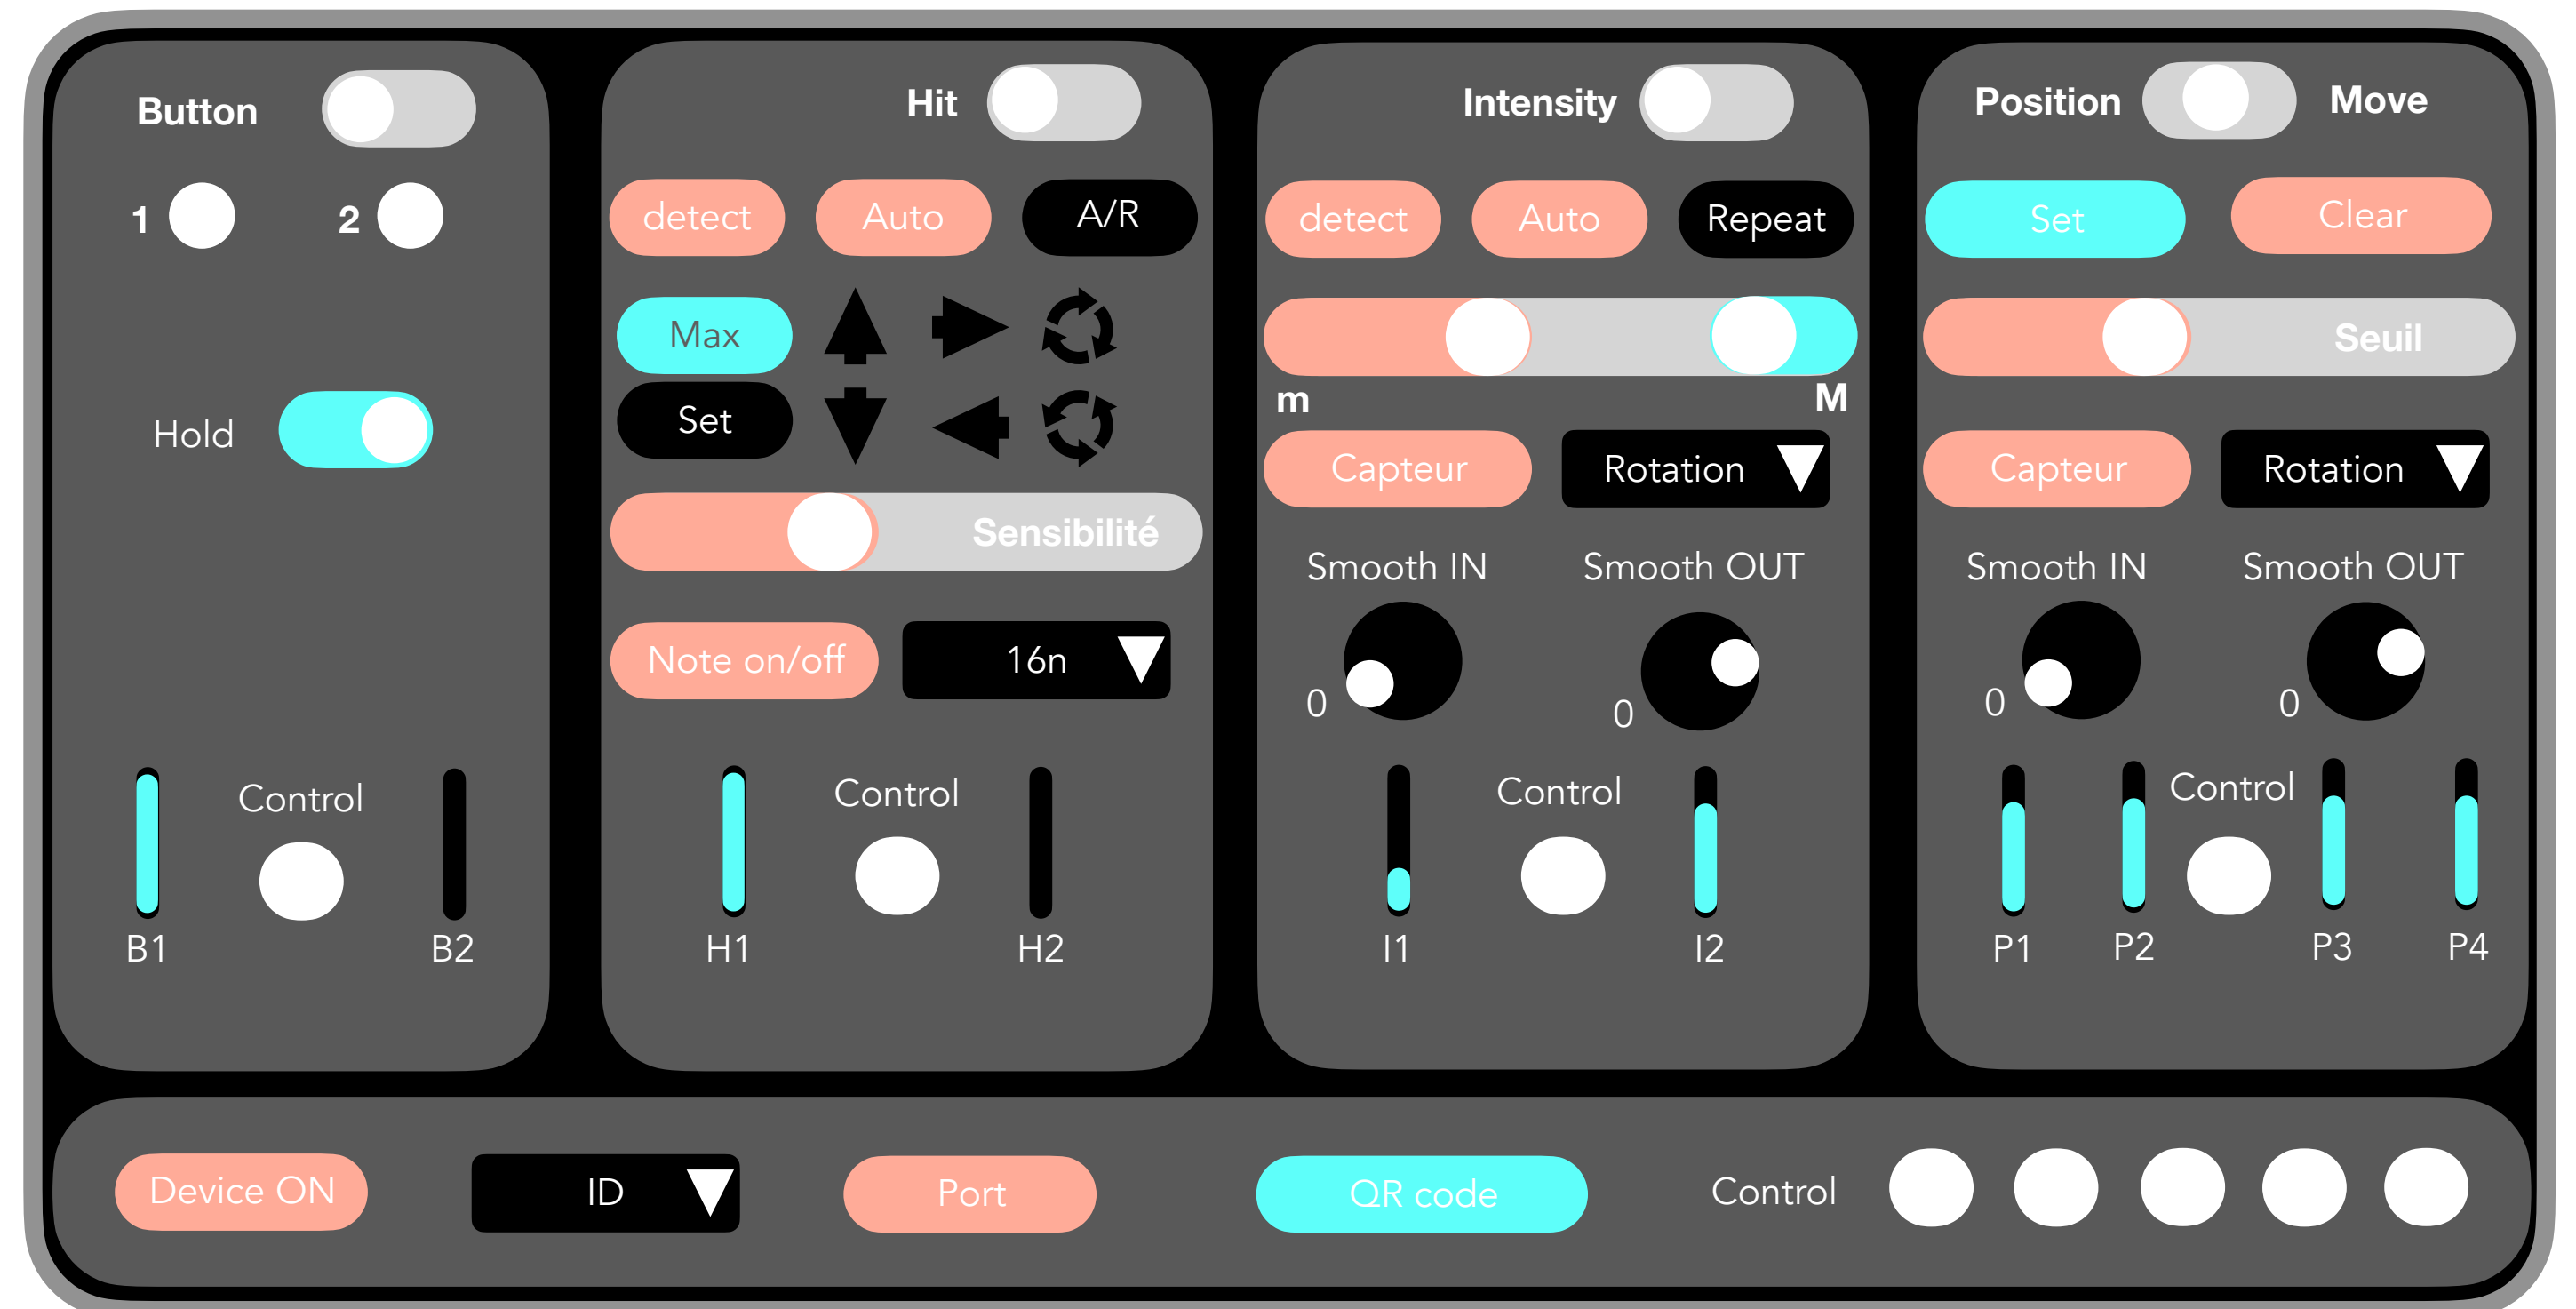 Button
1 2
Hold
Control
B1 B2
Hit
detect Auto A/R
Max
Set
Sensibilité
Note on/off 16n
Control
H1 H2
Intensity
detect Auto Repeat
m M
Capteur Rotation
Smooth IN Smooth OUT
0 0
Control
I1 I2
Position Move
Set Clear
Seuil
Capteur Rotation
Smooth IN Smooth OUT
0 0
Control
P1 P2 P3 P4
Device ON ID Port QR code Control